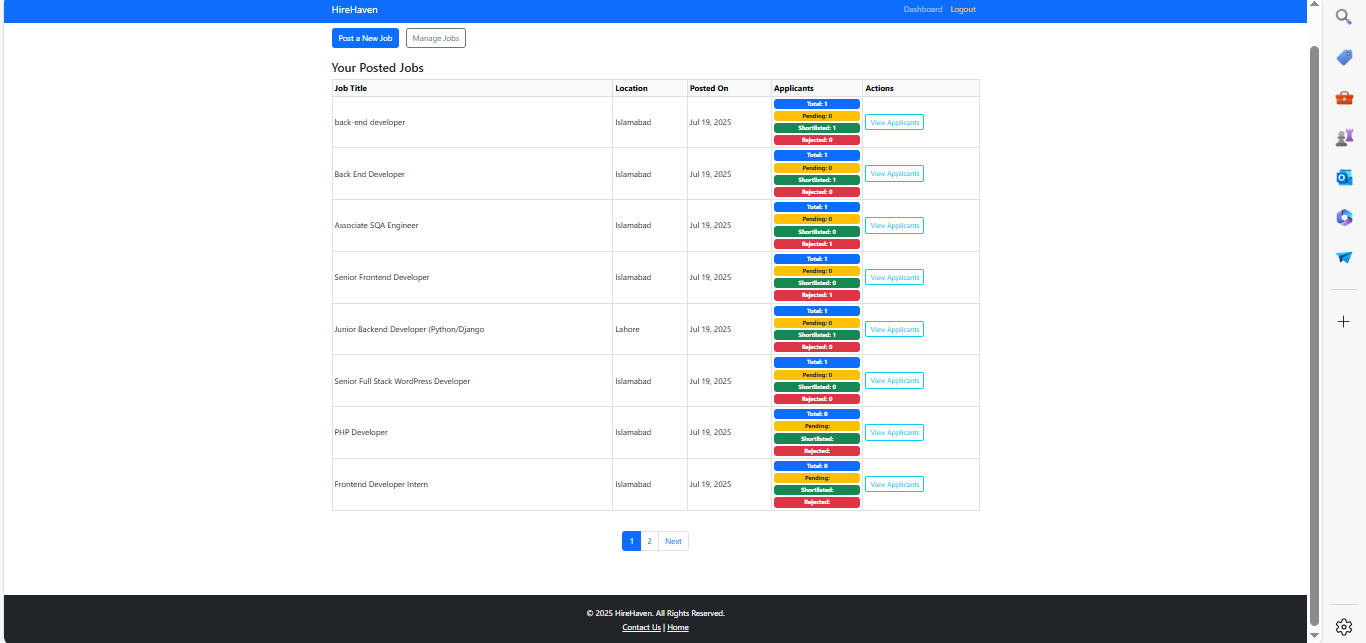 HireHaven Dashboard Logout
Post a New Job Manage Jobs
Your Posted Jobs
Job Title Location Posted On Applicants Actions
back-end developer Islamabad Jul 19, 2025 Total: 1 View Applicants
Pending: 0
Shortlisted: 1
Rejected: 0
Back End Developer Islamabad Jul 19, 2025 Total: 1 View Applicants
Pending: 0
Shortlisted: 1
Rejected: 0
Associate SQA Engineer Islamabad Jul 19, 2025 Total: 1 View Applicants
Pending: 0
Shortlisted: 0
Rejected: 1
Senior Frontend Developer Islamabad Jul 19, 2025 Total: 1 View Applicants
Pending: 0
Shortlisted: 0
Rejected: 1
Junior Backend Developer (Python/Django Lahore Jul 19, 2025 Total: 1 View Applicants
Pending: 0
Shortlisted: 1
Rejected: 0
Senior Full Stack WordPress Developer Islamabad Jul 19, 2025 Total: 1 View Applicants
Pending: 0
Shortlisted: 0
Rejected: 0
PHP Developer Islamabad Jul 19, 2025 Total: 0 View Applicants
Pending:
Shortlisted:
Rejected:
Frontend Developer Intern Islamabad Jul 19, 2025 Total: 0 View Applicants
Pending:
Shortlisted:
Rejected:
1 2 Next
© 2025 HireHaven. All Rights Reserved.
Contact Us | Home